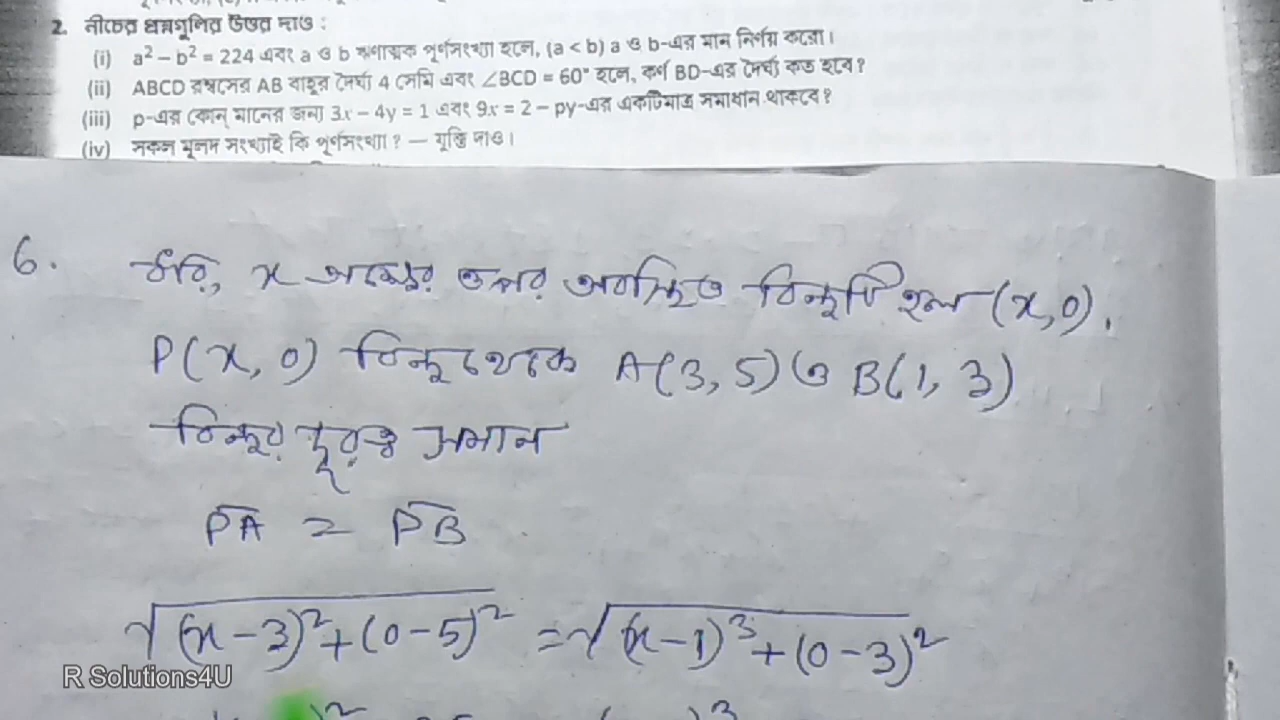 2. নীচের প্রশ্নগুলির উত্তর দাও :
(i) a² − b² = 224 এবং a ও b ঋণাত্মক পূর্ণসংখ্যা হলে, (a < b) a ও b-এর মান নির্ণয় করো।
(ii) ABCD রম্বসের AB বাহুর দৈর্ঘ্য 4 সেমি এবং ∠BCD = 60° হলে, কর্ণ BD-এর দৈর্ঘ্য কত হবে?
(iii) p-এর কোন্ মানের জন্য 3x − 4y = 1 এবং 9x = 2 − py-এর একটিমাত্র সমাধান থাকবে?
(iv) সকল মূলদ সংখ্যাই কি পূর্ণসংখ্যা? — যুক্তি দাও।
6. ধরি, x অক্ষের ওপর অবস্থিত বিন্দুটি হল (x,0).
P(x, 0) বিন্দু থেকে A(3, 5) ও B(1, 3)
বিন্দুর দূরত্ব সমান
PA = PB
√(x−3)²+(0−5)² = √(x−1)³+(0−3)²
R Solutions4U